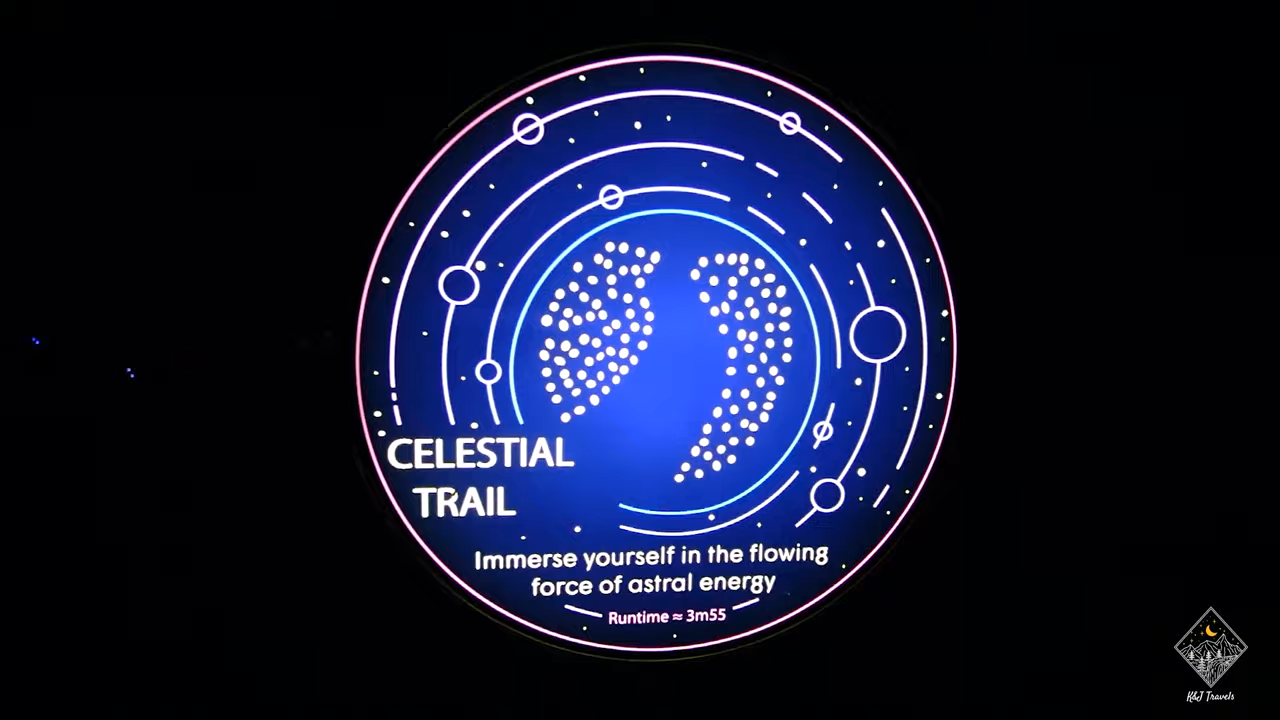 CELESTIAL
TRAIL
Immerse yourself in the flowing
force of astral energy
Runtime ≈ 3m55
K&J Travels